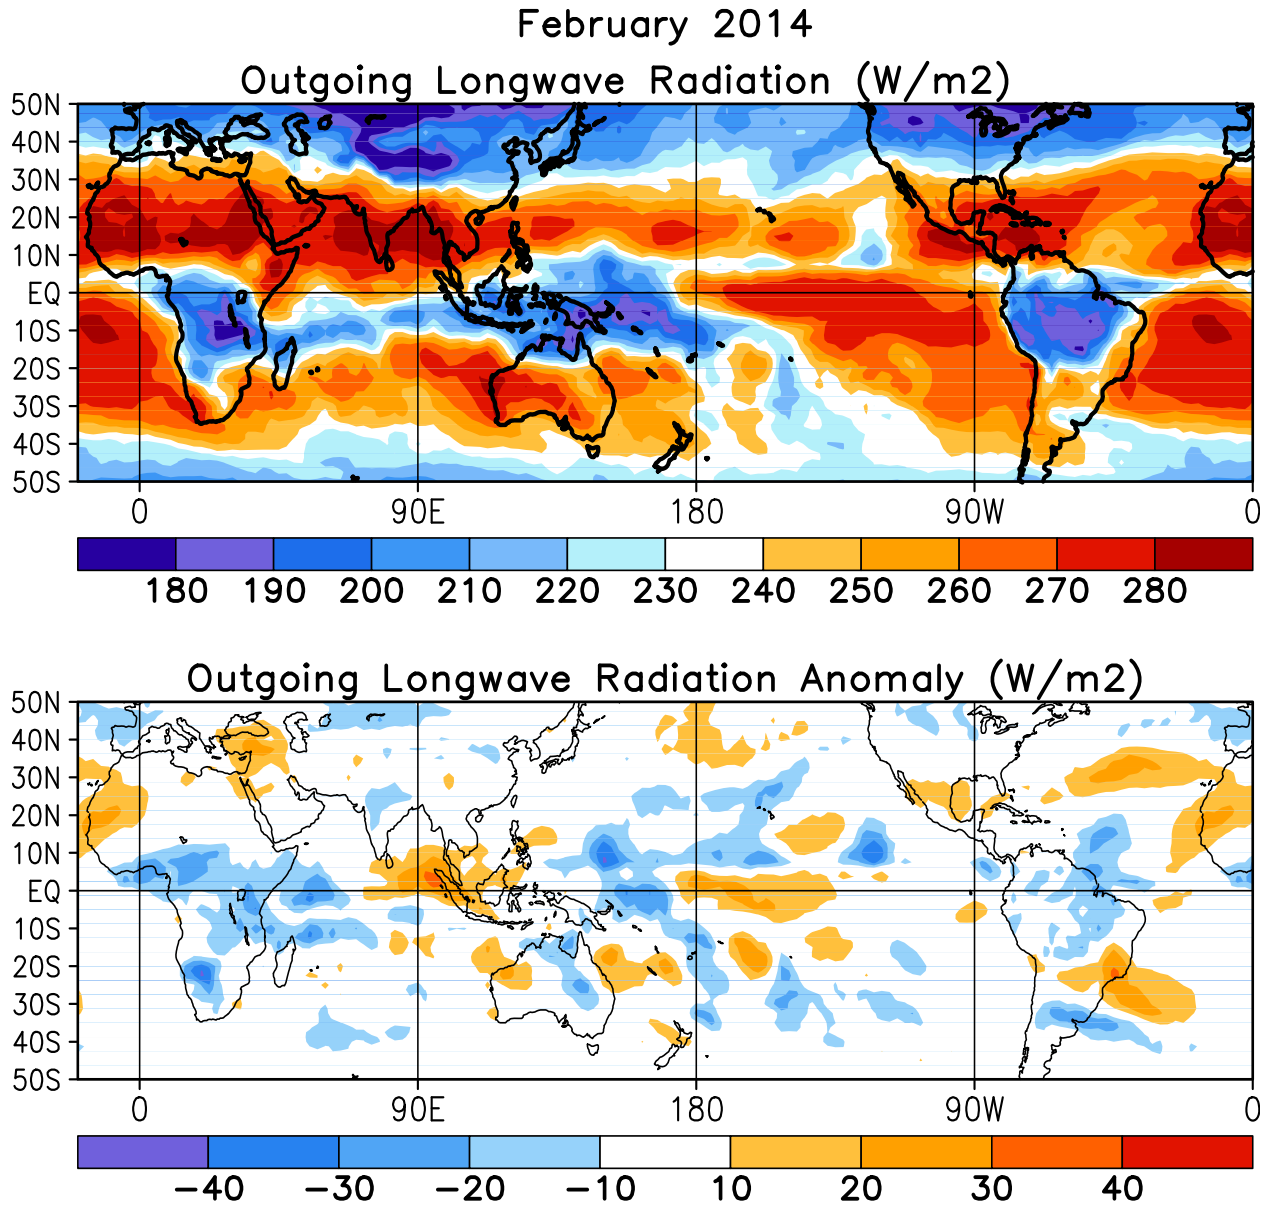 February 2014
Outgoing Longwave Radiation (W/m2)
50N
40N
30N
20N
10N
EQ
10S
20S
30S
40S
50S
0 90E 180 90W 0
180 190 200 210 220 230 240 250 260 270 280
Outgoing Longwave Radiation Anomaly (W/m2)
50N
40N
30N
20N
10N
EQ
10S
20S
30S
40S
50S
0 90E 180 90W 0
−40 −30 −20 −10 10 20 30 40